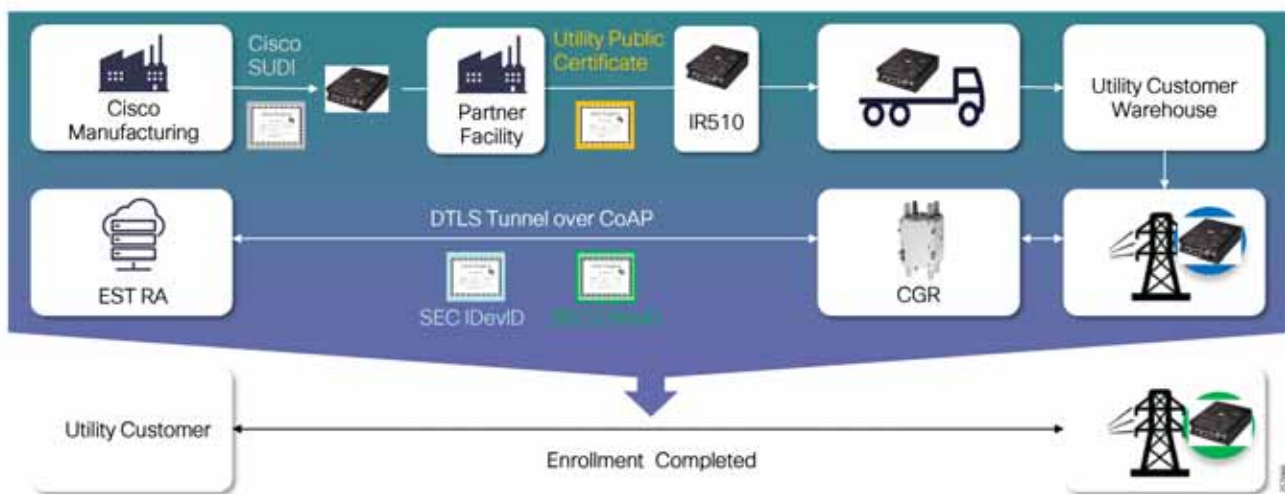 Cisco
SUDI
Utility Public
Certificate
Cisco
Manufacturing
Partner
Facility
IR510
Utility Customer
Warehouse
DTLS Tunnel over CoAP
EST RA
SEC IDevID
CGR
Utility Customer
Enrollment Completed